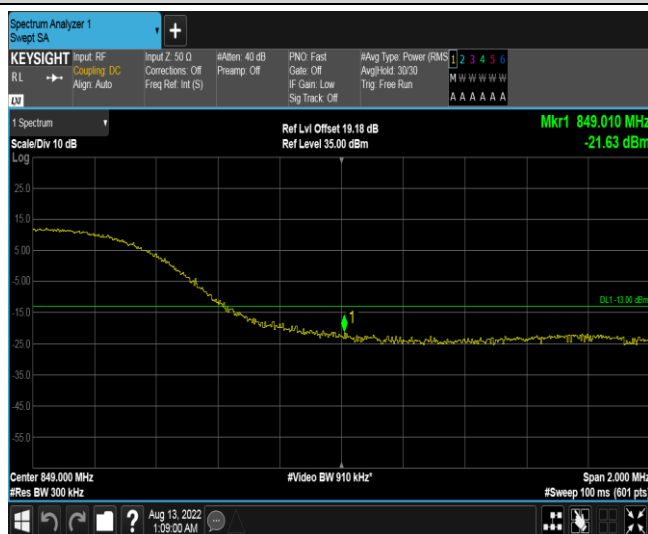 Spectrum Analyzer 1
Swept SA
KEYSIGHT Input: RF Input Z: 50 Ω #Atten: 40 dB PNO: Fast #Avg Type: Power (RMS 1 2 3 4 5 6
RL Coupling: DC Corrections: Off Preamp: Off Gate: Off Avg|Hold: 30/30 M W W W W W
Align: Auto Freq Ref: Int (S) IF Gain: Low Trig: Free Run
Sig Track: Off A A A A A A
LXI
1 Spectrum Ref Lvl Offset 19.18 dB Mkr1 849.010 MHz
Scale/Div 10 dB Ref Level 35.00 dBm -21.63 dBm
Log
25.0
15.0
5.00
-5.00
DL1 -13.00 dBm
-15.0
1
-25.0
-35.0
-45.0
-55.0
Center 849.000 MHz #Video BW 910 kHz* Span 2.000 MHz
#Res BW 300 kHz #Sweep 100 ms (601 pts)
? Aug 13, 2022
1:09:00 AM